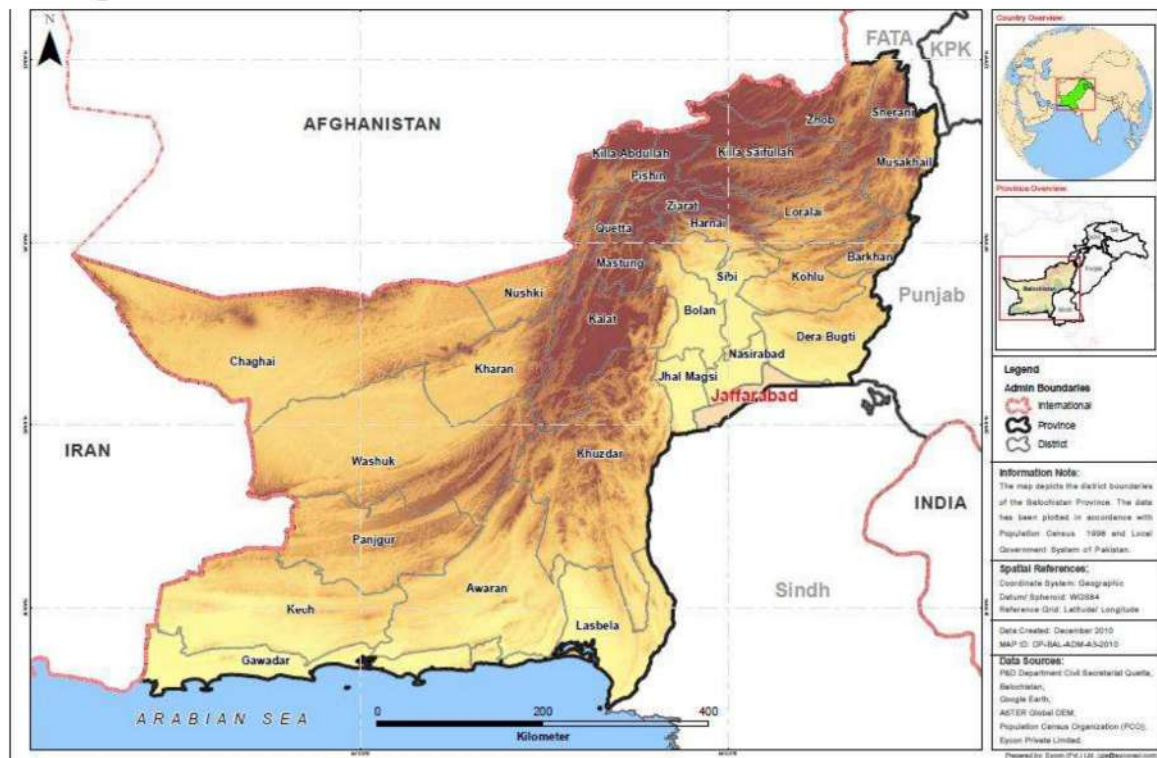 N
AFGHANISTAN
FATA
KPK
Zhob
Sherani
Killa Abdullah
Killa Saifullah
Musakhail
Pishin
Ziarat
Loralai
Quetta
Harnai
Barkhan
Mastung
Sibi
Kohlu
Nushki
Bolan
Punjab
Kalat
Dera Bugti
Chaghai
Nasirabad
Kharan
Jhal Magsi
Jaffarabad
IRAN
Khuzdar
Washuk
INDIA
Panjgur
Awaran
Sindh
Kech
Lasbela
Gawadar
ARABIAN SEA
0 200 400
Kilometer
Country Overview:
Province Overview:
Punjab
Balochistan
Sindh
Legend
Admin Boundaries
International
Province
District
Information Note:
The map depicts the district boundaries
of the Balochistan Province. The data
has been plotted in accordance with
Population Census 1998 and Local
Government System of Pakistan.
Spatial References:
Coordinate System: Geographic
Datum/ Spheroid: WGS84
Reference Grid: Latitude/ Longitude
Date Created: December 2010
MAP ID: OP-BAL-ADM-A3-2010
Data Sources:
P&D Department Civil Secretariat Quetta,
Balochistan,
Google Earth,
ASTER Global DEM,
Population Census Organization (PCO),
Eycon Private Limited.